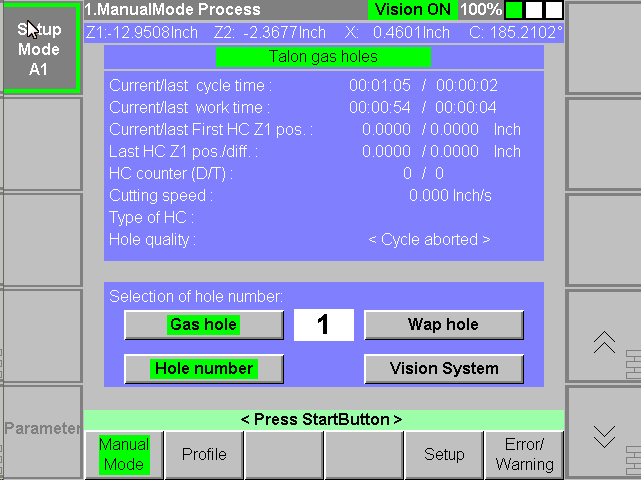 1.ManualMode Process Vision ON 100%
Setup
Mode
A1
Z1:-12.9508Inch Z2: -2.3677Inch X: 0.4601Inch C: 185.2102°
Talon gas holes
Current/last cycle time : 00:01:05 / 00:00:02
Current/last work time : 00:00:54 / 00:00:04
Current/last First HC Z1 pos. : 0.0000 / 0.0000 Inch
Last HC Z1 pos./diff. : 0.0000 / 0.0000 Inch
HC counter (D/T) : 0 / 0
Cutting speed : 0.000 Inch/s
Type of HC :
Hole quality : < Cycle aborted >
Selection of hole number:
Gas hole 1 Wap hole
Hole number Vision System
< Press StartButton >
Parameter
Manual
Mode
Profile
Setup
Error/
Warning